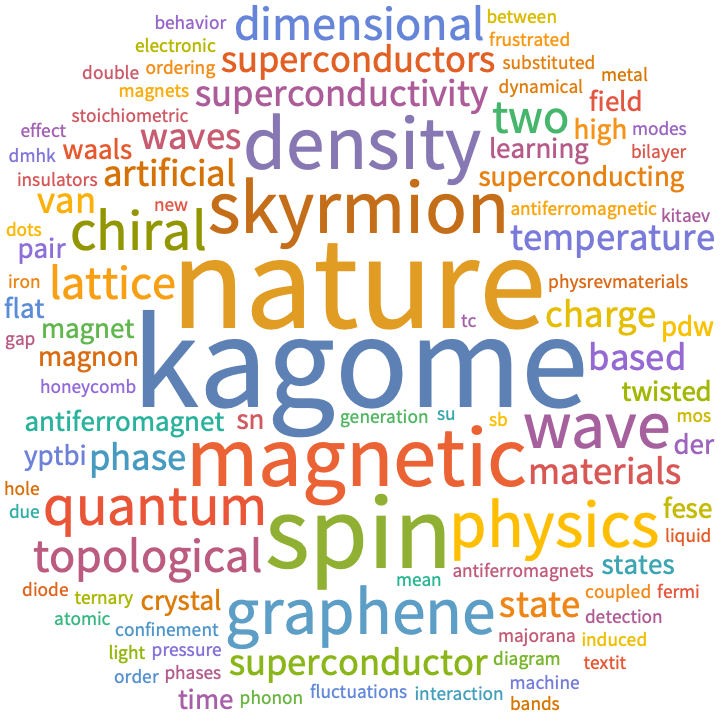 behavior dimensional between
electronic frustrated
double ordering superconductors substituted
magnets superconductivity dynamical metal
stoichiometric two field
effect waves density high modes
dmhk waals learning bilayer
insulators artificial superconducting
van new skyrmion antiferromagnetic kitaev
dots chiral temperature
pair
iron lattice nature physrevmaterials
flat charge
gap magnet tc pdw
magnon kagome based
honeycomb twisted
antiferromagnet sn generation su sb wave mos
yptbi phase magnetic der
materials
hole quantum fese
due spin physics liquid
topological states
mean antiferromagnets
diode ternary crystal graphene state coupled fermi
atomic detection
confinement majorana induced
light pressure superconductor diagram textit
order phases machine
time phonon fluctuations interaction bands